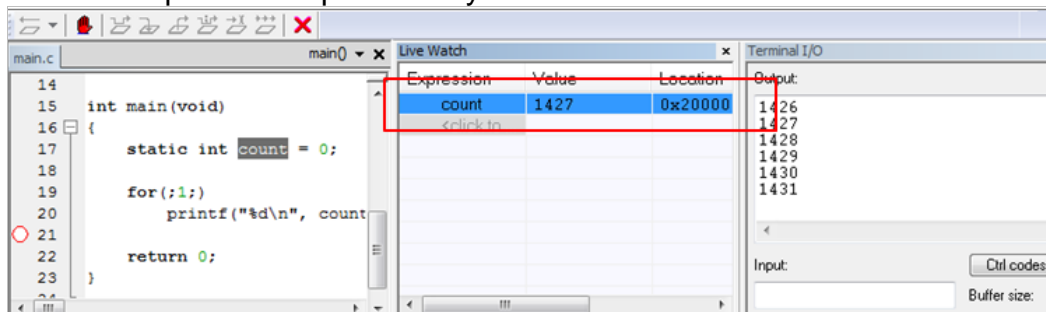 main.c
main()
14
15 int main(void)
16 {
17 static int count = 0;
18
19 for(;1;)
20 printf("%d\n", count
21
22 return 0;
23 }
Live Watch
Expression Value Location
count 1427 0x20000
<click to
Terminal I/O
Output:
1426
1427
1428
1429
1430
1431
Input:
Ctrl codes
Buffer size: